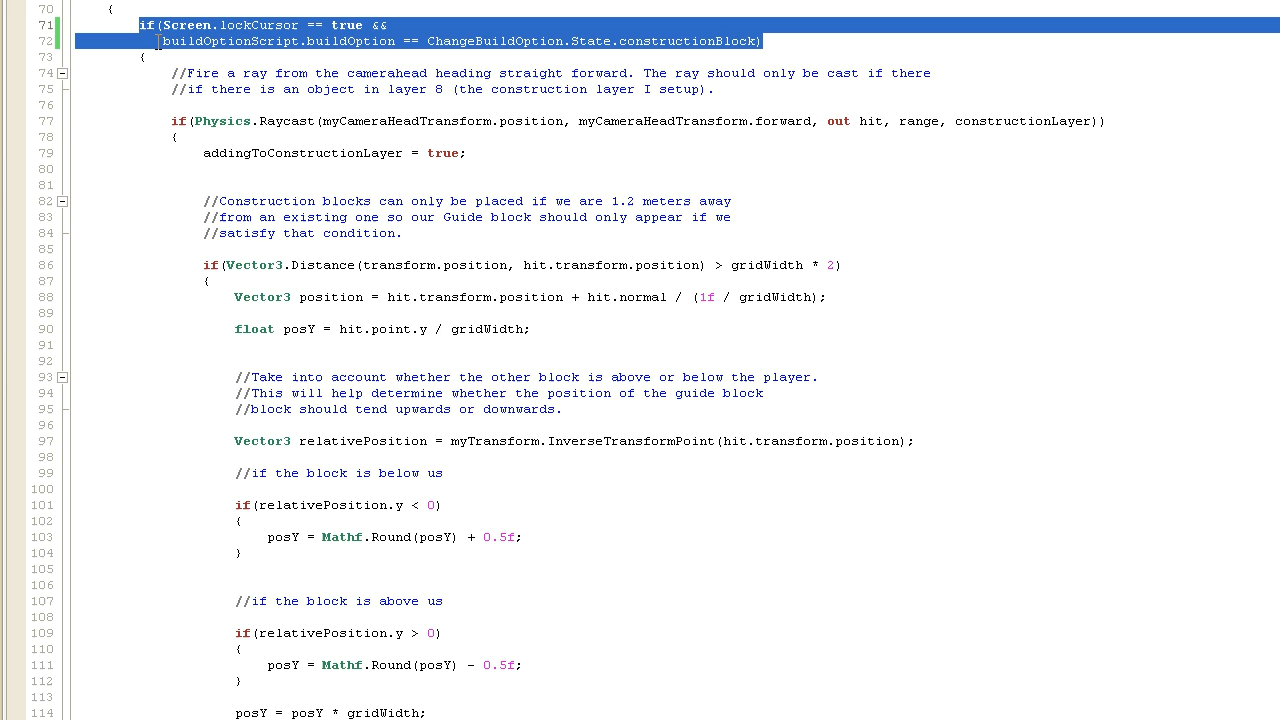 70 {
71 if(Screen.lockCursor == true &&
72 buildOptionScript.buildOption == ChangeBuildOption.State.constructionBlock)
73 {
74 //Fire a ray from the camerahead heading straight forward. The ray should only be cast if there
75 //if there is an object in layer 8 (the construction layer I setup).
76
77 if(Physics.Raycast(myCameraHeadTransform.position, myCameraHeadTransform.forward, out hit, range, constructionLayer))
78 {
79 addingToConstructionLayer = true;
80
81
82 //Construction blocks can only be placed if we are 1.2 meters away
83 //from an existing one so our Guide block should only appear if we
84 //satisfy that condition.
85
86 if(Vector3.Distance(transform.position, hit.transform.position) > gridWidth * 2)
87 {
88 Vector3 position = hit.transform.position + hit.normal / (1f / gridWidth);
89
90 float posY = hit.point.y / gridWidth;
91
92
93 //Take into account whether the other block is above or below the player.
94 //This will help determine whether the position of the guide block
95 //block should tend upwards or downwards.
96
97 Vector3 relativePosition = myTransform.InverseTransformPoint(hit.transform.position);
98
99 //if the block is below us
100
101 if(relativePosition.y < 0)
102 {
103 posY = Mathf.Round(posY) + 0.5f;
104 }
105
106
107 //if the block is above us
108
109 if(relativePosition.y > 0)
110 {
111 posY = Mathf.Round(posY) - 0.5f;
112 }
113
114 posY = posY * gridWidth;